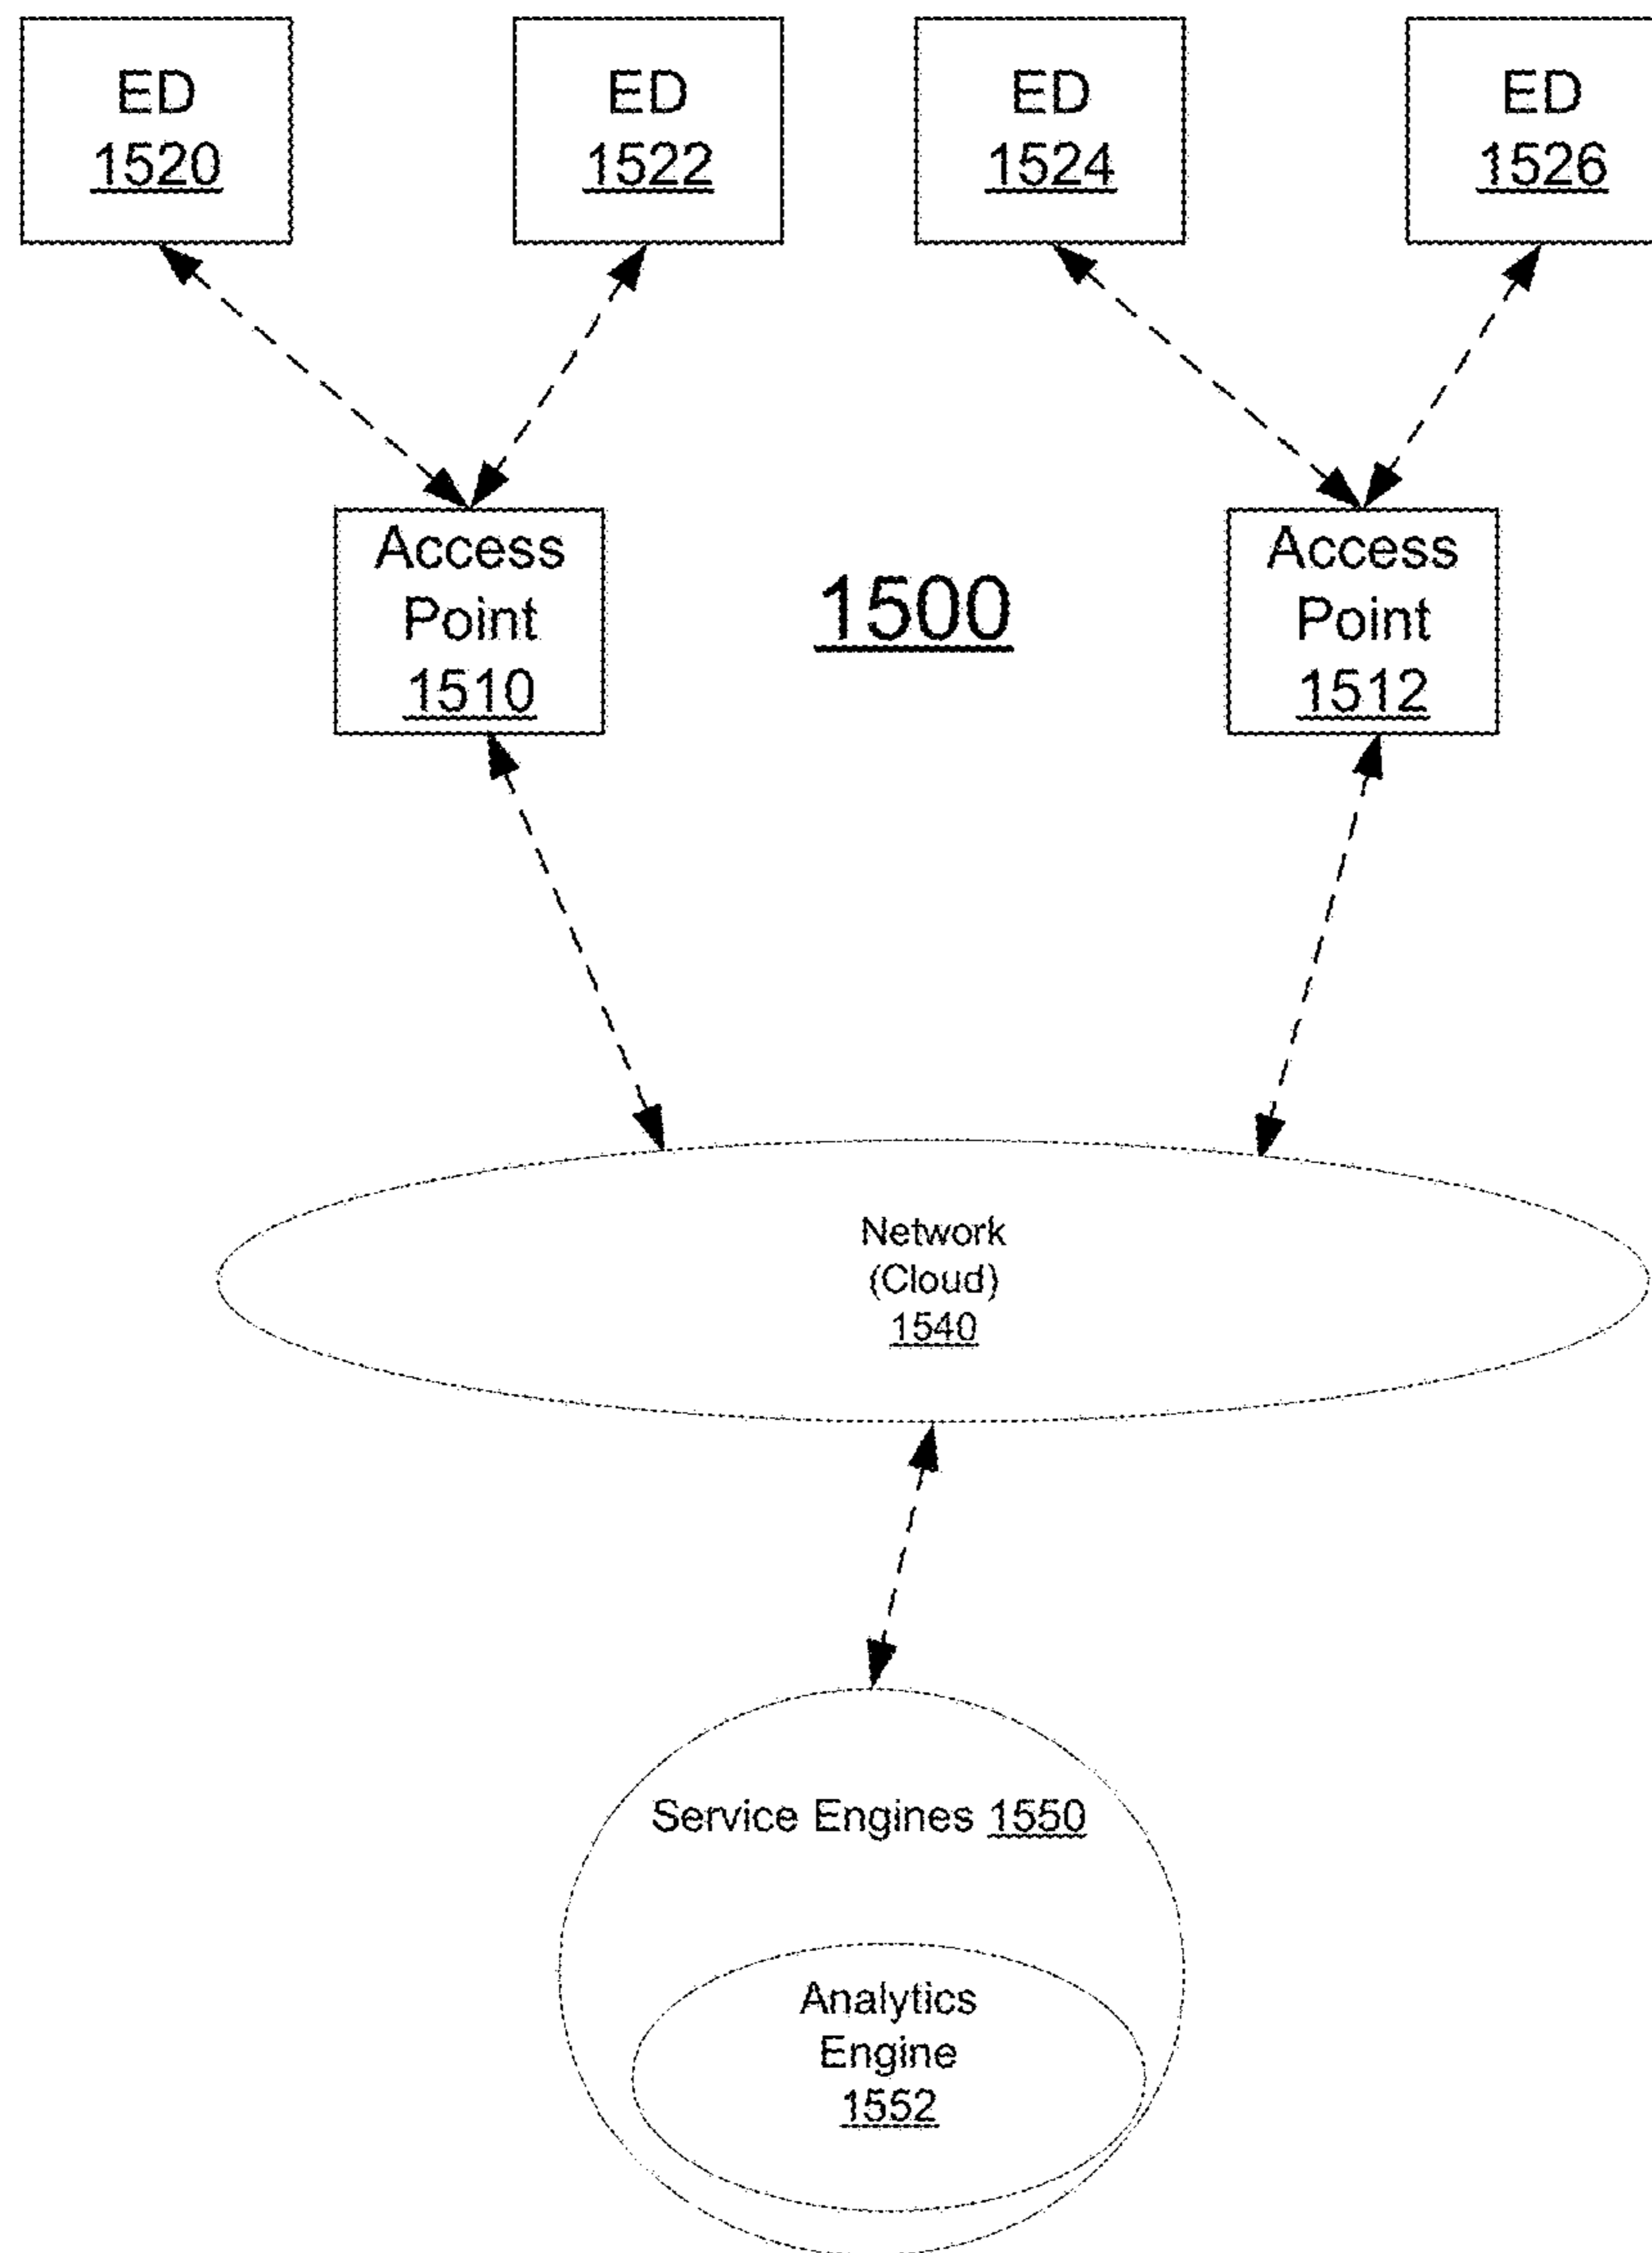 ED
1520
ED
1522
ED
1524
ED
1526
Access
Point
1510
1500
Access
Point
1512
Network
(Cloud)
1540
Service Engines 1550
Analytics
Engine
1552